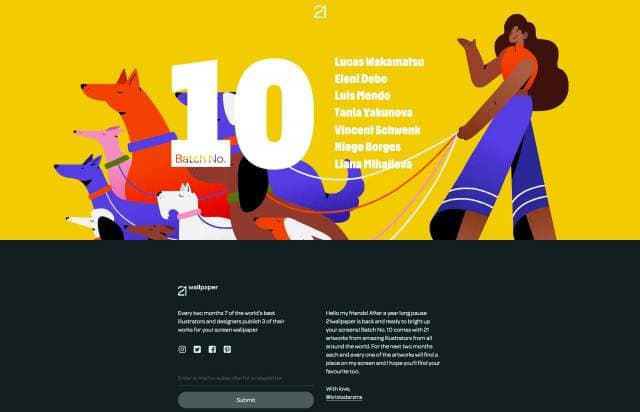 21
10
Batch No.
Lucas Wakamatsu
Eleni Debo
Luis Mendo
Tania Yakunova
Vincent Schwenk
Niege Borges
Liana Mihailova
21 wallpaper
Every two months 7 of the world's best
illustrators and designers publish 3 of their
works for your screen wallpaper
Enter e-mail to subscribe for a newsletter
Submit
Hello my friends! After a year long pause
21wallpaper is back and ready to bright up
your screens! Batch No. 10 comes with 21
artworks from amazing illustrators from all
around the world. For the next two months
each and every one of the artworks will find a
place on my screen and I hope you'll find your
favourite too.
With love,
@kristadarzina